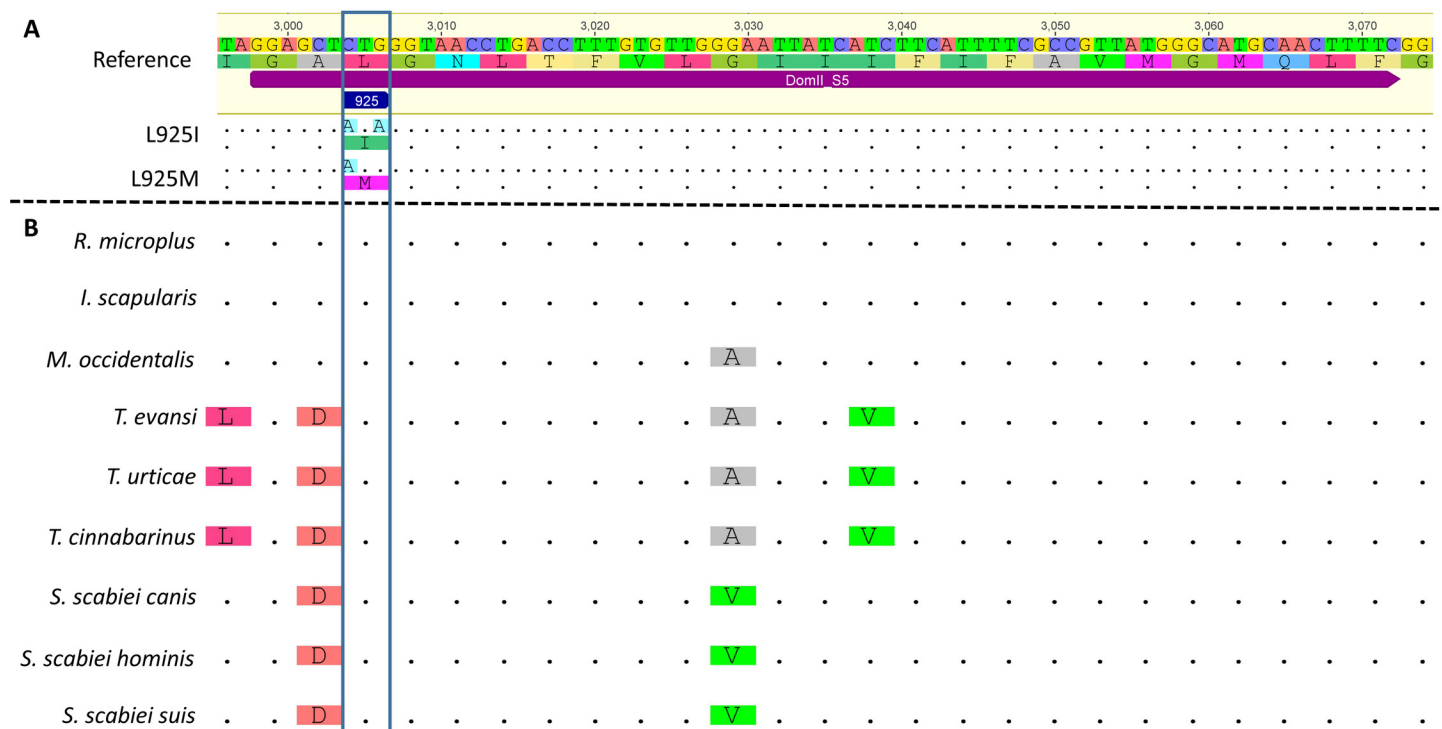 A
3,000 3,010 3,020 3,030 3,040 3,050 3,060 3,070
TAGGAGCTCTGGGTAACCTGACCTTTGTGTTGGGAATTATCATCTTCATTTTCGCCGTTATGGGCATGCAACTTTTCGG
Reference
I G A L G N L T F V L G I I I F I F A V M G M Q L F G
DomII_S5
925
A . A
L925I
I
A
L925M
M
B
R. microplus
I. scapularis
M. occidentalis A
T. evansi L D A V
T. urticae L D A V
T. cinnabarinus L D A V
S. scabiei canis D V
S. scabiei hominis D V
S. scabiei suis D V